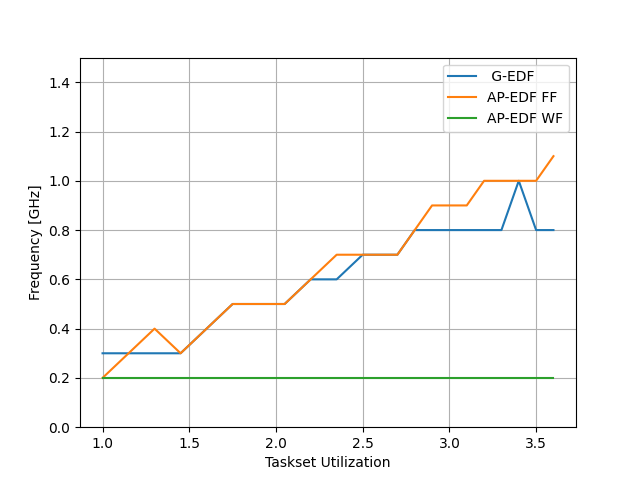 G-EDF
AP-EDF FF
AP-EDF WF
1.4
1.2
1.0
0.8
0.6
0.4
0.2
0.0
Frequency [GHz]
1.0 1.5 2.0 2.5 3.0 3.5
Taskset Utilization